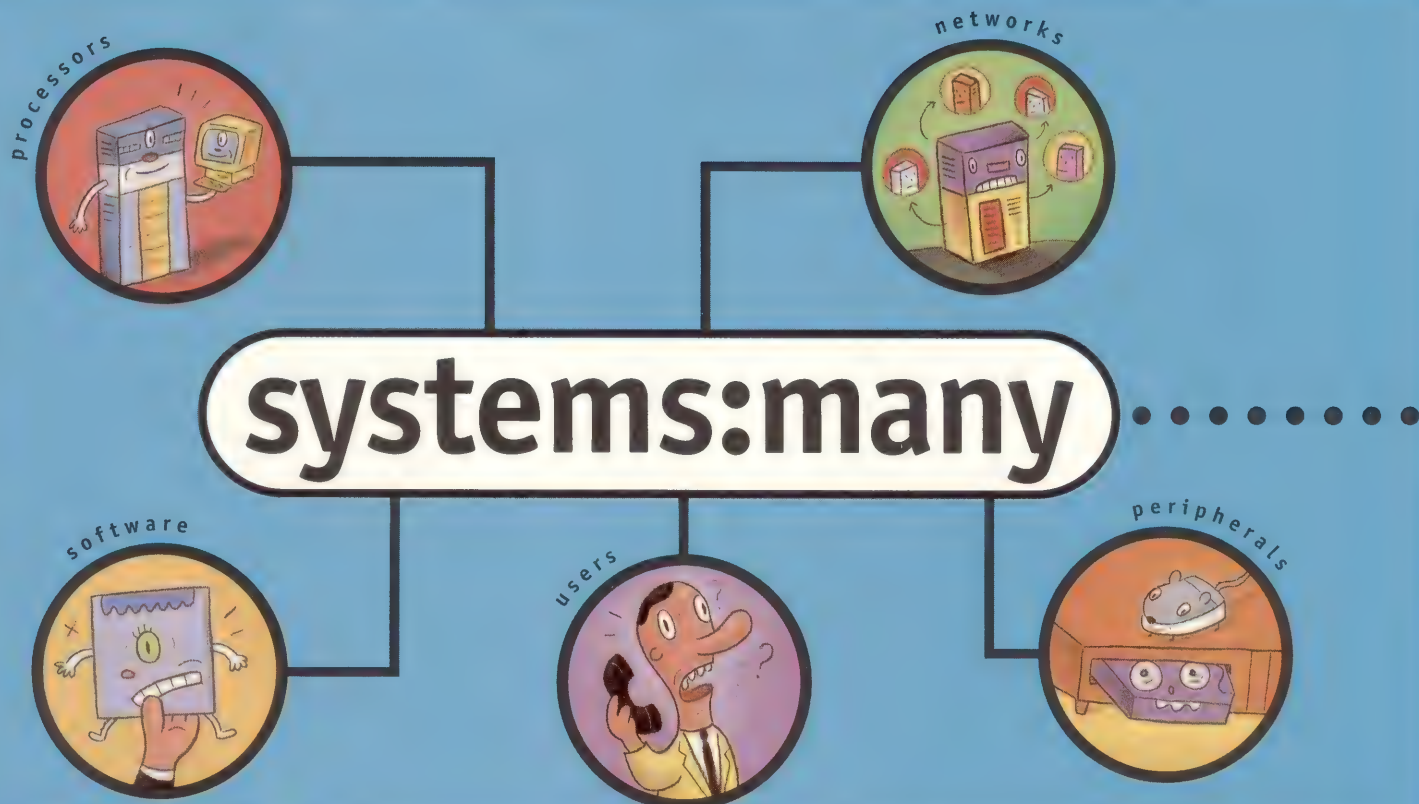 processors
networks
systems:many
software
users
peripherals